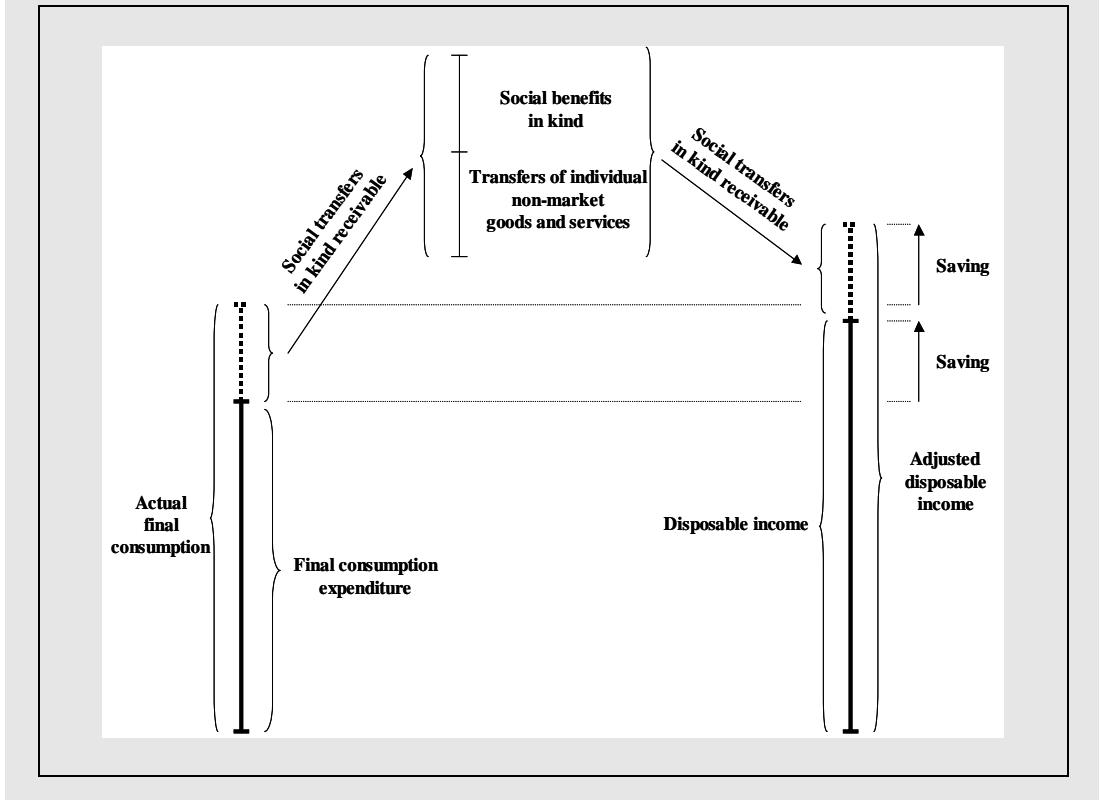 Social benefits
in kind
Transfers of individual
non-market
goods and services
Social transfers
in kind receivable
Social transfers
in kind receivable
Saving
Saving
Actual
final
consumption
Final consumption
expenditure
Disposable income
Adjusted
disposable
income